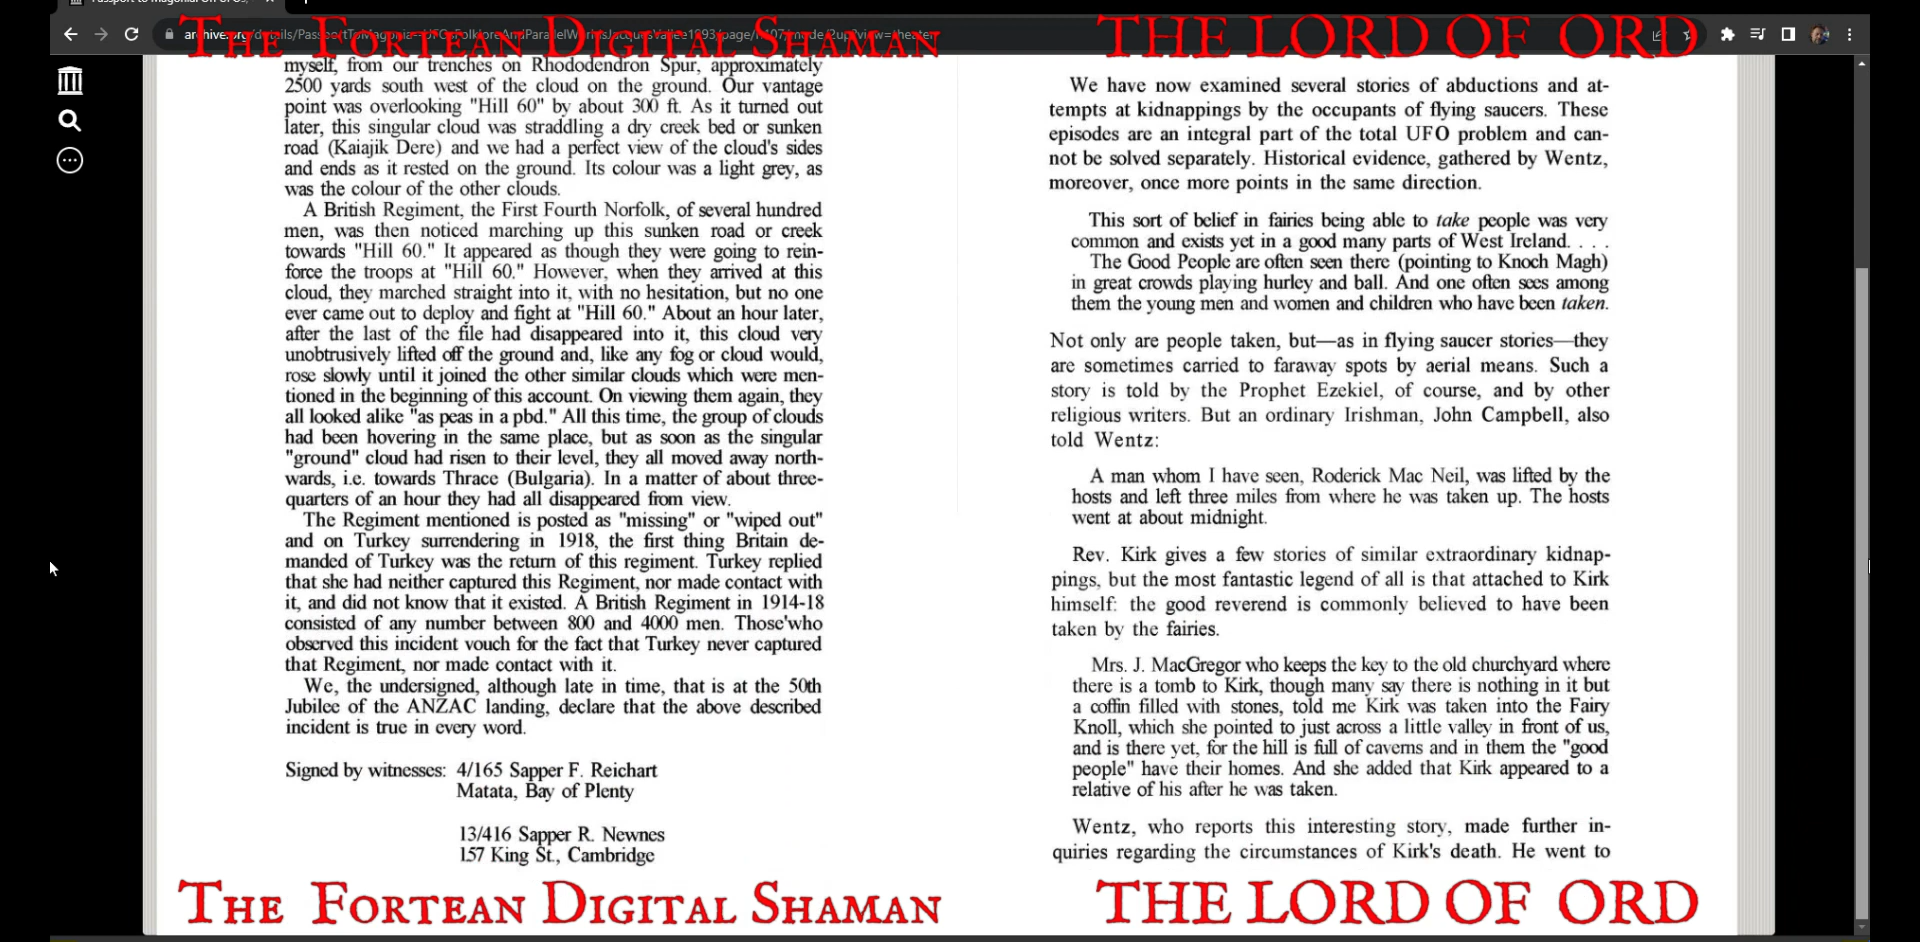 THE FORTEAN DIGITAL SHAMAN
THE LORD OF ORD
myself, from our trenches on Rhododendron Spur, approximately
2500 yards south west of the cloud on the ground. Our vantage
point was overlooking "Hill 60" by about 300 ft. As it turned out
later, this singular cloud was straddling a dry creek bed or sunken
road (Kaiajik Dere) and we had a perfect view of the cloud's sides
and ends as it rested on the ground. Its colour was a light grey, as
was the colour of the other clouds.
A British Regiment, the First Fourth Norfolk, of several hundred
men, was then noticed marching up this sunken road or creek
towards "Hill 60." It appeared as though they were going to rein-
force the troops at "Hill 60." However, when they arrived at this
cloud, they marched straight into it, with no hesitation, but no one
ever came out to deploy and fight at "Hill 60." About an hour later,
after the last of the file had disappeared into it, this cloud very
unobtrusively lifted off the ground and, like any fog or cloud would,
rose slowly until it joined the other similar clouds which were men-
tioned in the beginning of this account. On viewing them again, they
all looked alike "as peas in a pbd." All this time, the group of clouds
had been hovering in the same place, but as soon as the singular
"ground" cloud had risen to their level, they all moved away north-
wards, i.e. towards Thrace (Bulgaria). In a matter of about three-
quarters of an hour they had all disappeared from view.
The Regiment mentioned is posted as "missing" or "wiped out"
and on Turkey surrendering in 1918, the first thing Britain de-
manded of Turkey was the return of this regiment. Turkey replied
that she had neither captured this Regiment, nor made contact with
it, and did not know that it existed. A British Regiment in 1914-18
consisted of any number between 800 and 4000 men. Those'who
observed this incident vouch for the fact that Turkey never captured
that Regiment, nor made contact with it.
We, the undersigned, although late in time, that is at the 50th
Jubilee of the ANZAC landing, declare that the above described
incident is true in every word.
Signed by witnesses: 4/165 Sapper F. Reichart
Matata, Bay of Plenty
13/416 Sapper R. Newnes
157 King St., Cambridge
We have now examined several stories of abductions and at-
tempts at kidnappings by the occupants of flying saucers. These
episodes are an integral part of the total UFO problem and can-
not be solved separately. Historical evidence, gathered by Wentz,
moreover, once more points in the same direction.
This sort of belief in fairies being able to take people was very
common and exists yet in a good many parts of West Ireland. . . .
The Good People are often seen there (pointing to Knoch Magh)
in great crowds playing hurley and ball. And one often sees among
them the young men and women and children who have been taken.
Not only are people taken, but—as in flying saucer stories—they
are sometimes carried to faraway spots by aerial means. Such a
story is told by the Prophet Ezekiel, of course, and by other
religious writers. But an ordinary Irishman, John Campbell, also
told Wentz:
A man whom I have seen, Roderick Mac Neil, was lifted by the
hosts and left three miles from where he was taken up. The hosts
went at about midnight.
Rev. Kirk gives a few stories of similar extraordinary kidnap-
pings, but the most fantastic legend of all is that attached to Kirk
himself: the good reverend is commonly believed to have been
taken by the fairies.
Mrs. J. MacGregor who keeps the key to the old churchyard where
there is a tomb to Kirk, though many say there is nothing in it but
a coffin filled with stones, told me Kirk was taken into the Fairy
Knoll, which she pointed to just across a little valley in front of us,
and is there yet, for the hill is full of caverns and in them the "good
people" have their homes. And she added that Kirk appeared to a
relative of his after he was taken.
Wentz, who reports this interesting story, made further in-
quiries regarding the circumstances of Kirk's death. He went to
THE FORTEAN DIGITAL SHAMAN
THE LORD OF ORD